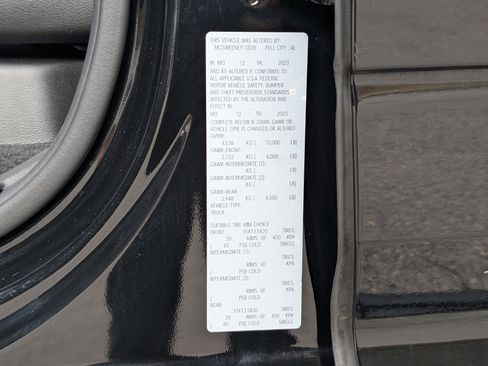 THIS VEHICLE WAS ALTERED BY:
MCSWEENEY CDJR PELL CITY , AL
IN MO. 12 YR. 2023
AND AS ALTERED IF CONFORMS TO
ALL APPLICABLE U.S.A. FEDERAL
MOTOR VEHICLE SAFETY, BUMPER
AND THEFT PREVENTION STANDARDS
AFFECTED BY THE ALTERATION AND
EFFECT IN
MO. 12 YR. 2023
COMPLETE BELOW IF GVWR, GAWR OR
VEHICLE TYPE IS CHANGED OR ALTERED
GVWR:
4,536 KG ( 10,000 LB)
GAWR-FRONT:
2,722 KG ( 6,000 LB)
GAWR-INTERMEDIATE (1)
KG ( LB)
GAWR-INTERMEDIATE (2)
KG ( LB)
GAWR-REAR
2,948 KG ( 6,500 LB)
VEHICLE TYPE:
TRUCK
SUITABLE TIRE-RIM CHOICE
FRONT TIRES,
20 RIMS. @ 450 KPA
( 65 PSI) COLD SINGLE
INTERMEDIATE (1)
TIRES,
RIMS. @ KPA
( PSI) COLD
INTERMEDIATE (2)
TIRES,
RIMS. @ KPA
( PSI) COLD
REAR
37X13.5X20 TIRES,
20 RIMS. @ 450 KPA
( 65 PSI) COLD SINGLE